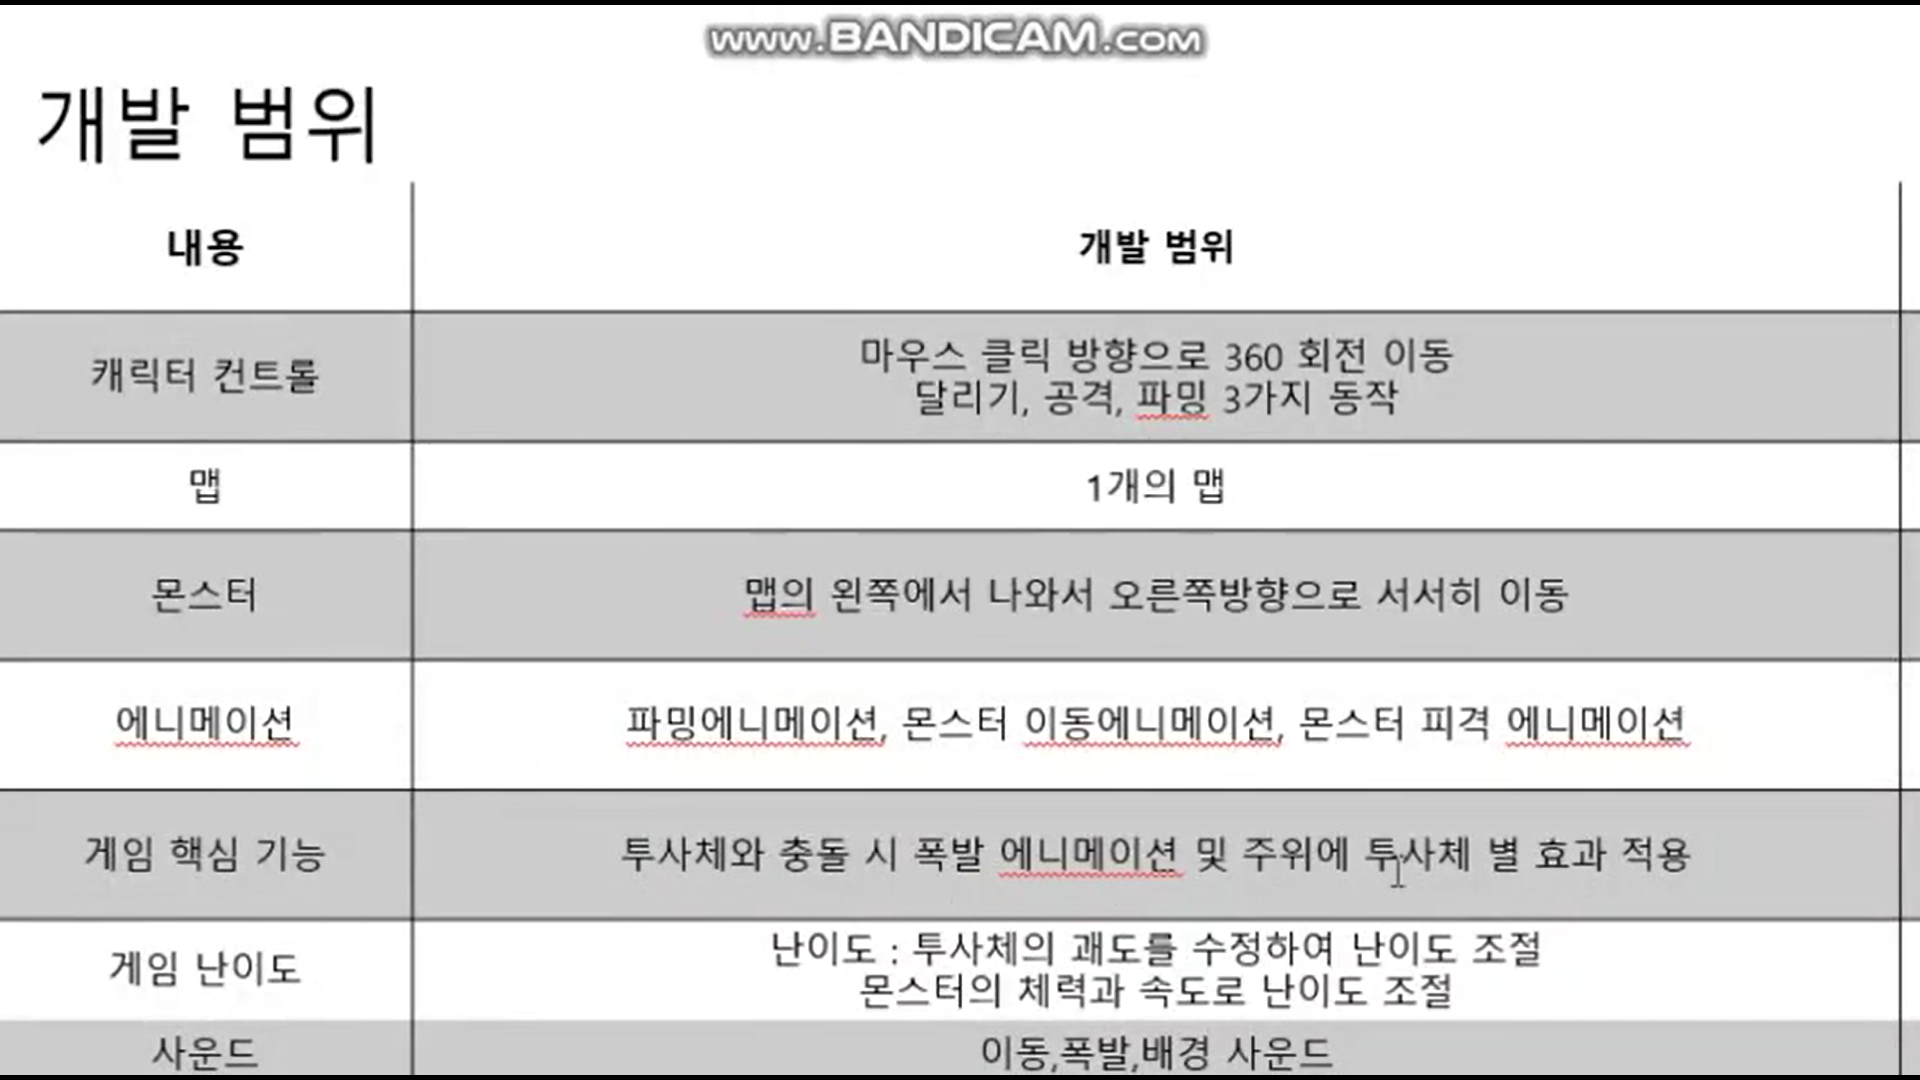 www.BANDICAM.com
개발 범위
내용
개발 범위
캐릭터 컨트롤
마우스 클릭 방향으로 360 회전 이동
달리기, 공격, 파밍 3가지 동작
맵
1개의 맵
몬스터
맵의 왼쪽에서 나와서 오른쪽방향으로 서서히 이동
에니메이션
파밍에니메이션, 몬스터 이동에니메이션, 몬스터 피격 에니메이션
게임 핵심 기능
투사체와 충돌 시 폭발 에니메이션 및 주위에 투사체 별 효과 적용
게임 난이도
난이도 : 투사체의 괘도를 수정하여 난이도 조절
몬스터의 체력과 속도로 난이도 조절
사운드
이동,폭발,배경 사운드